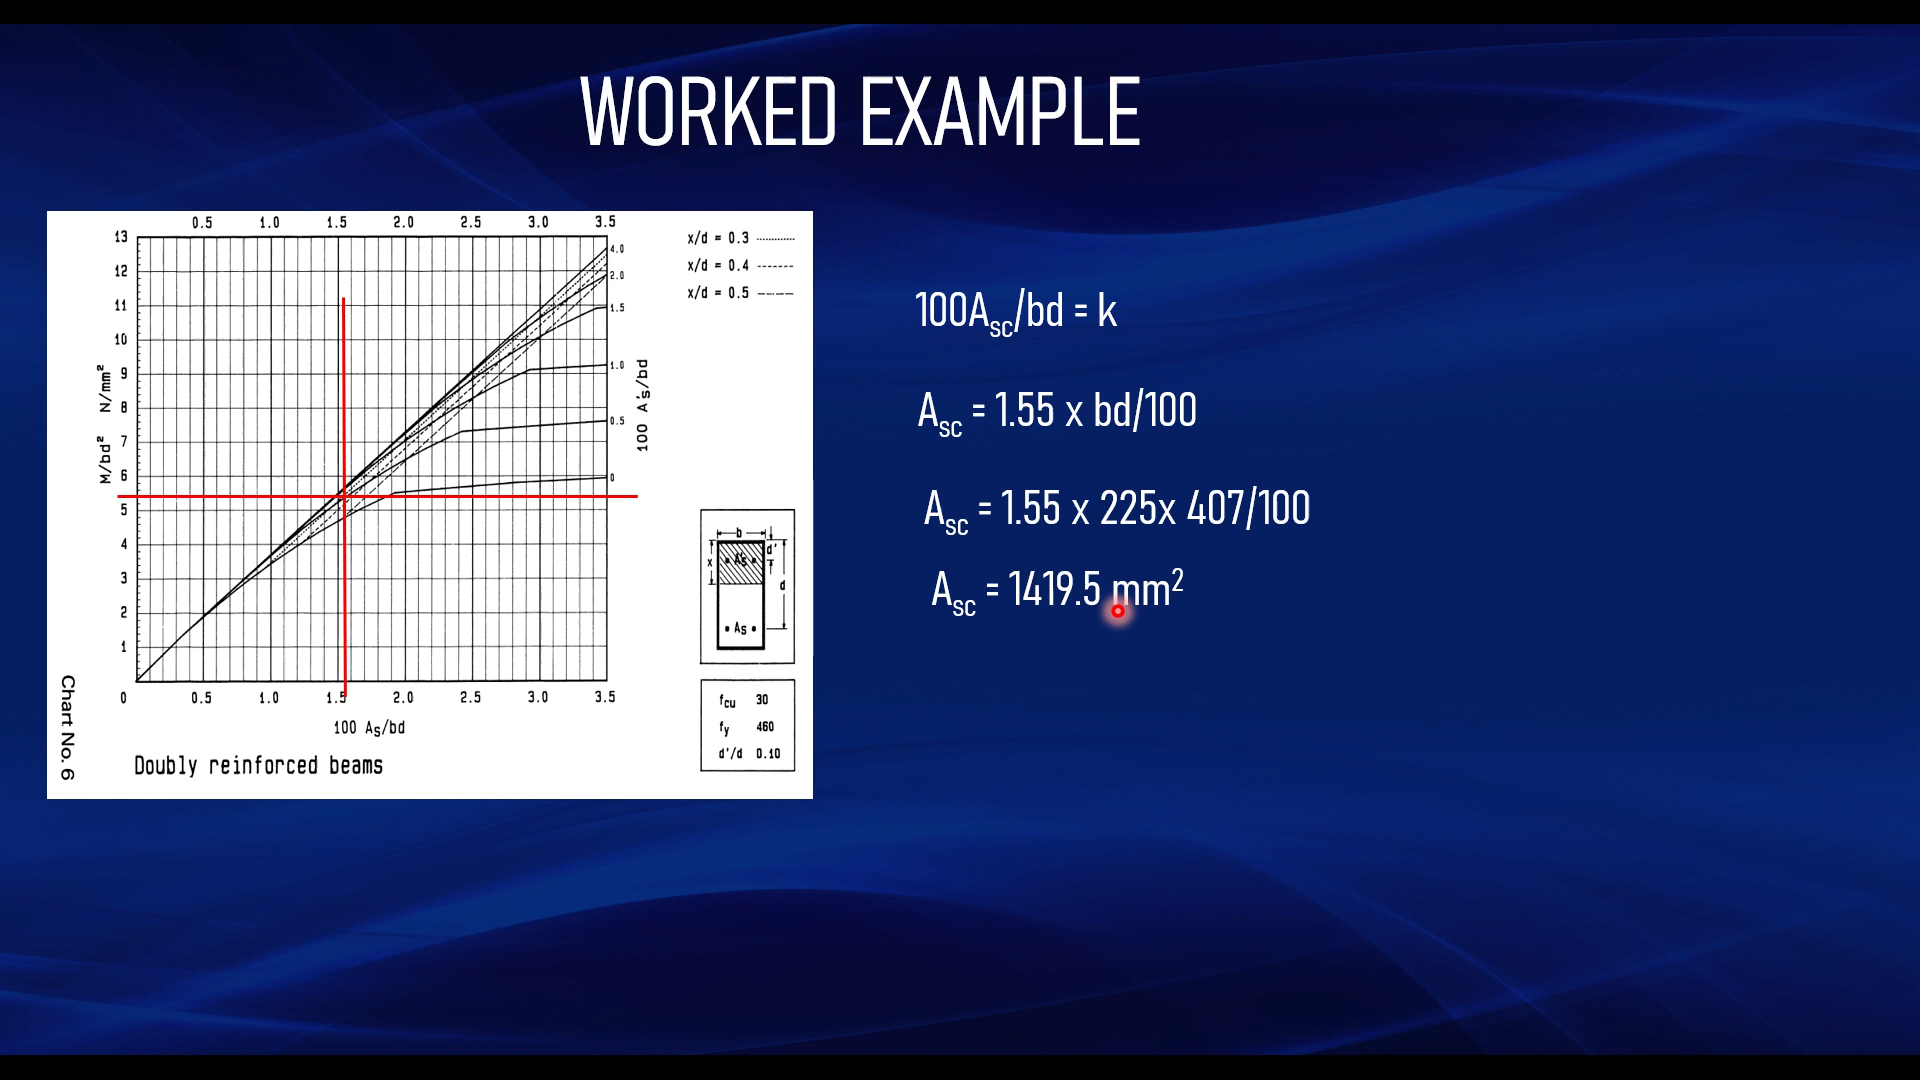 WORKED EXAMPLE
0.5 1.0 1.5 2.0 2.5 3.0 3.5
13
12
11
10
9
8
7
6
5
4
3
2
1
0
M/bd² N/mm²
4.0
2.0
1.5
1.0
0.5
0
100 A's/bd
x/d = 0.3
x/d = 0.4
x/d = 0.5
b
d'
x
A's
d
As
0.5 1.0 1.5 2.0 2.5 3.0 3.5
100 As/bd
fcu 30
fy 460
d'/d 0.10
Chart No. 6
Doubly reinforced beams
100Asc/bd = k
Asc = 1.55 x bd/100
Asc = 1.55 x 225x 407/100
Asc = 1419.5 mm²